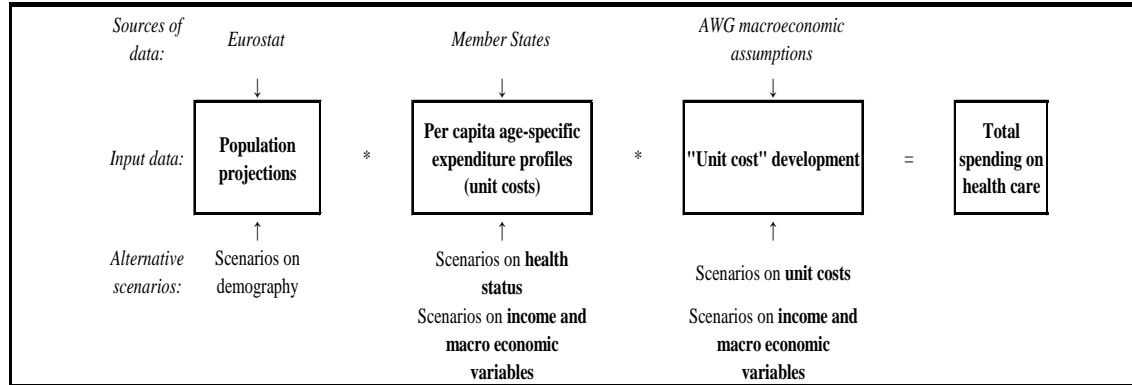 Sources of data:
Eurostat
Member States
AWG macroeconomic
assumptions
↓ ↓ ↓
Input data:
Population
projections
*
Per capita age-specific
expenditure profiles
(unit costs)
*
"Unit cost" development
=
Total
spending on
health care
↑ ↑ ↑
Alternative
scenarios:
Scenarios on
demography
Scenarios on health
status
Scenarios on unit costs
Scenarios on income and
macro economic
variables
Scenarios on income and
macro economic
variables